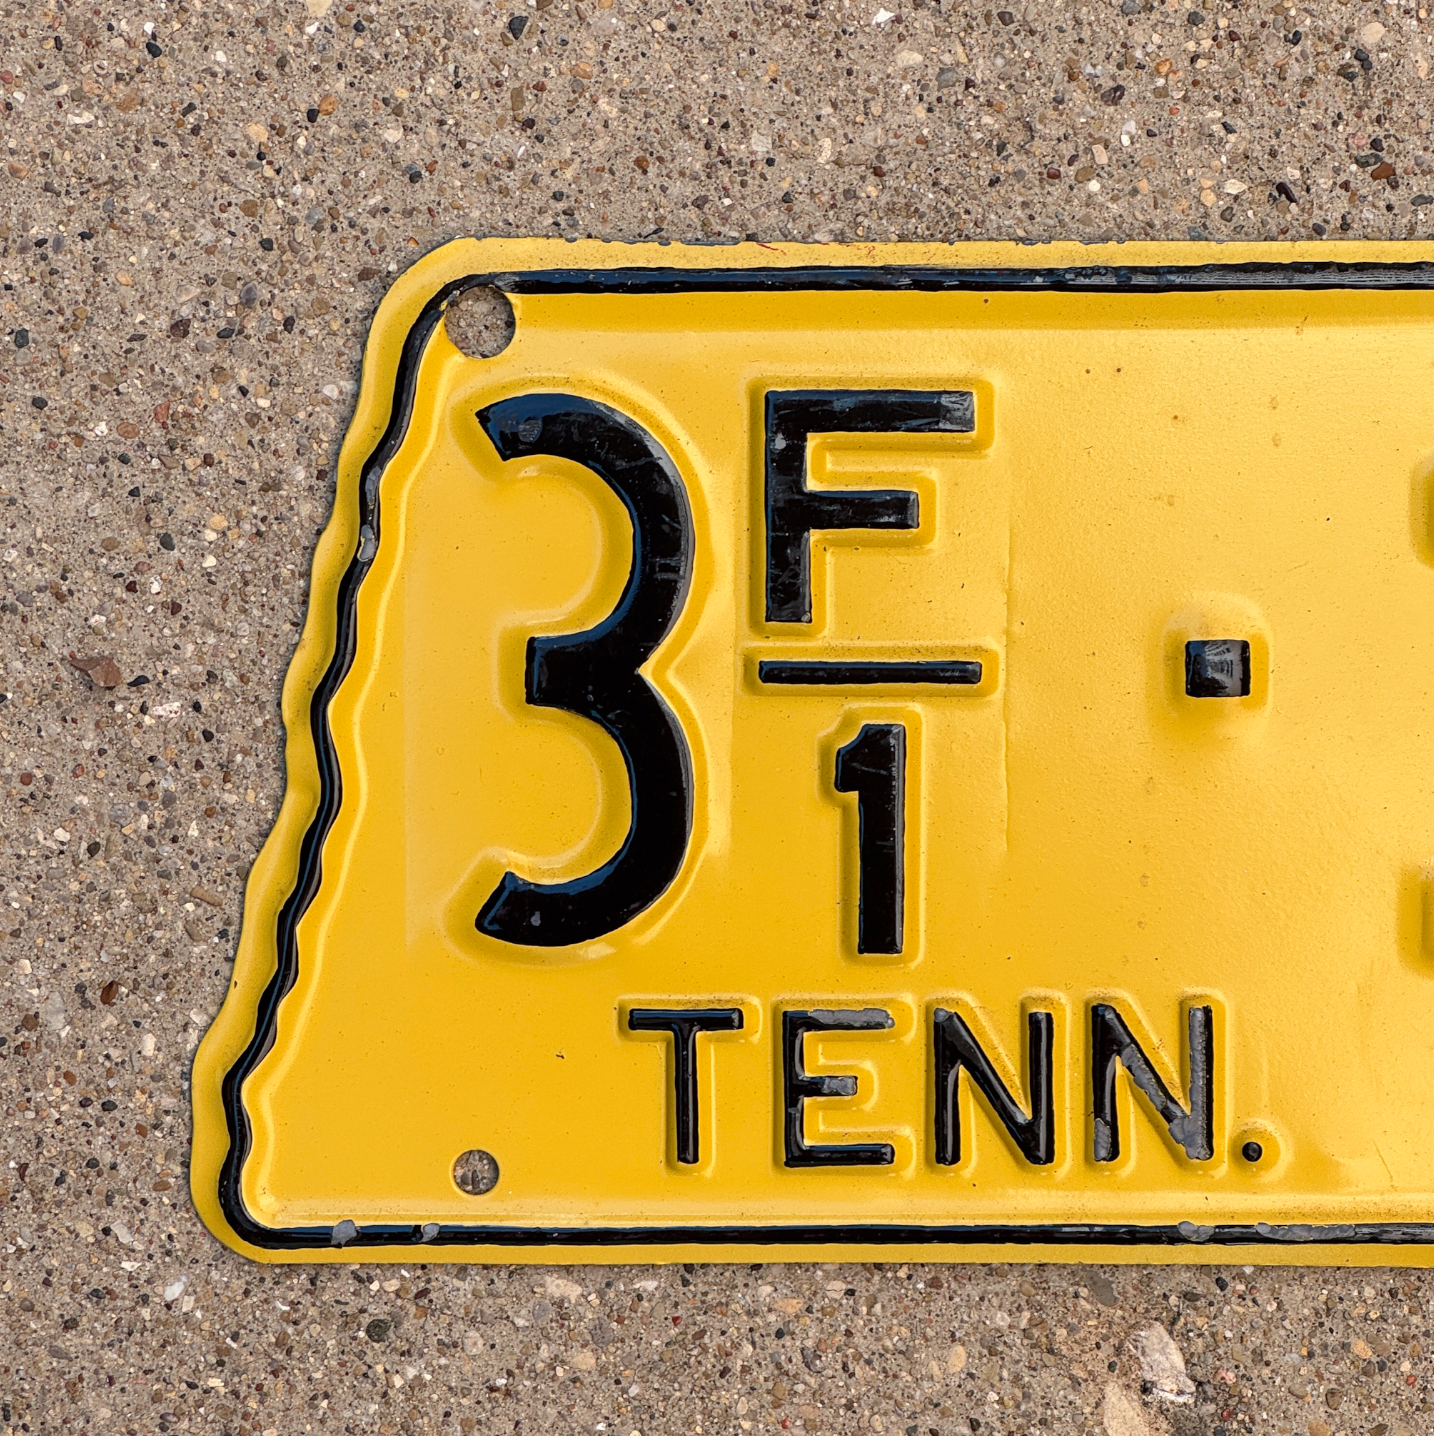 3 F/1 ·
TENN.